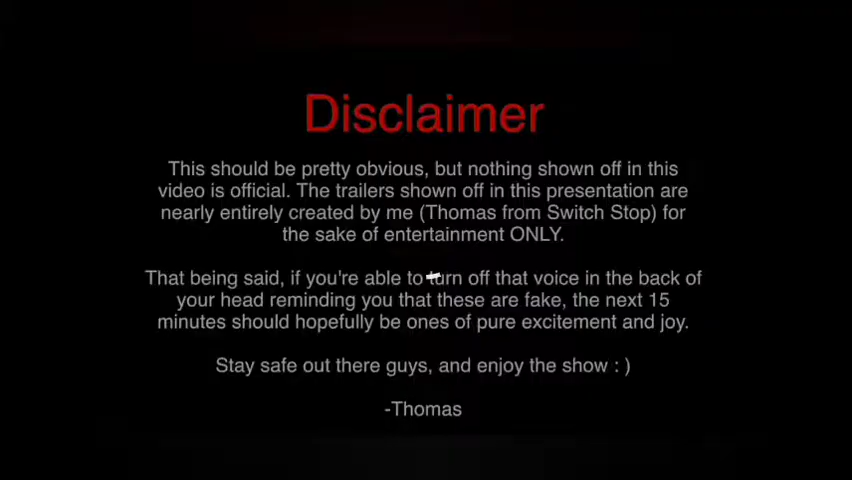 Disclaimer
This should be pretty obvious, but nothing shown off in this
video is official. The trailers shown off in this presentation are
nearly entirely created by me (Thomas from Switch Stop) for
the sake of entertainment ONLY.
That being said, if you're able to turn off that voice in the back of
your head reminding you that these are fake, the next 15
minutes should hopefully be ones of pure excitement and joy.
Stay safe out there guys, and enjoy the show : )
-Thomas